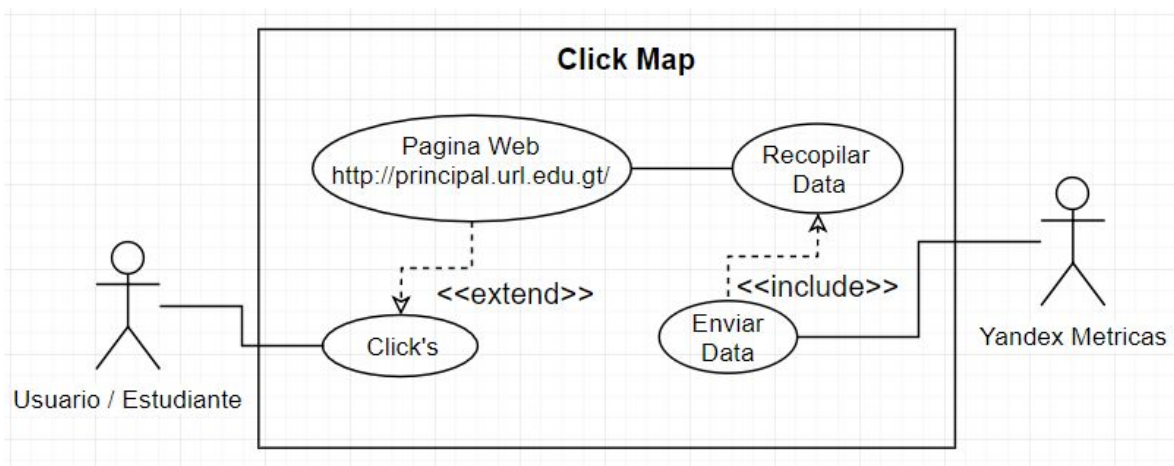 Click Map
Pagina Web
http://principal.url.edu.gt/
Recopilar
Data
<<extend>>
<<include>>
Click's
Enviar
Data
Usuario / Estudiante
Yandex Metricas